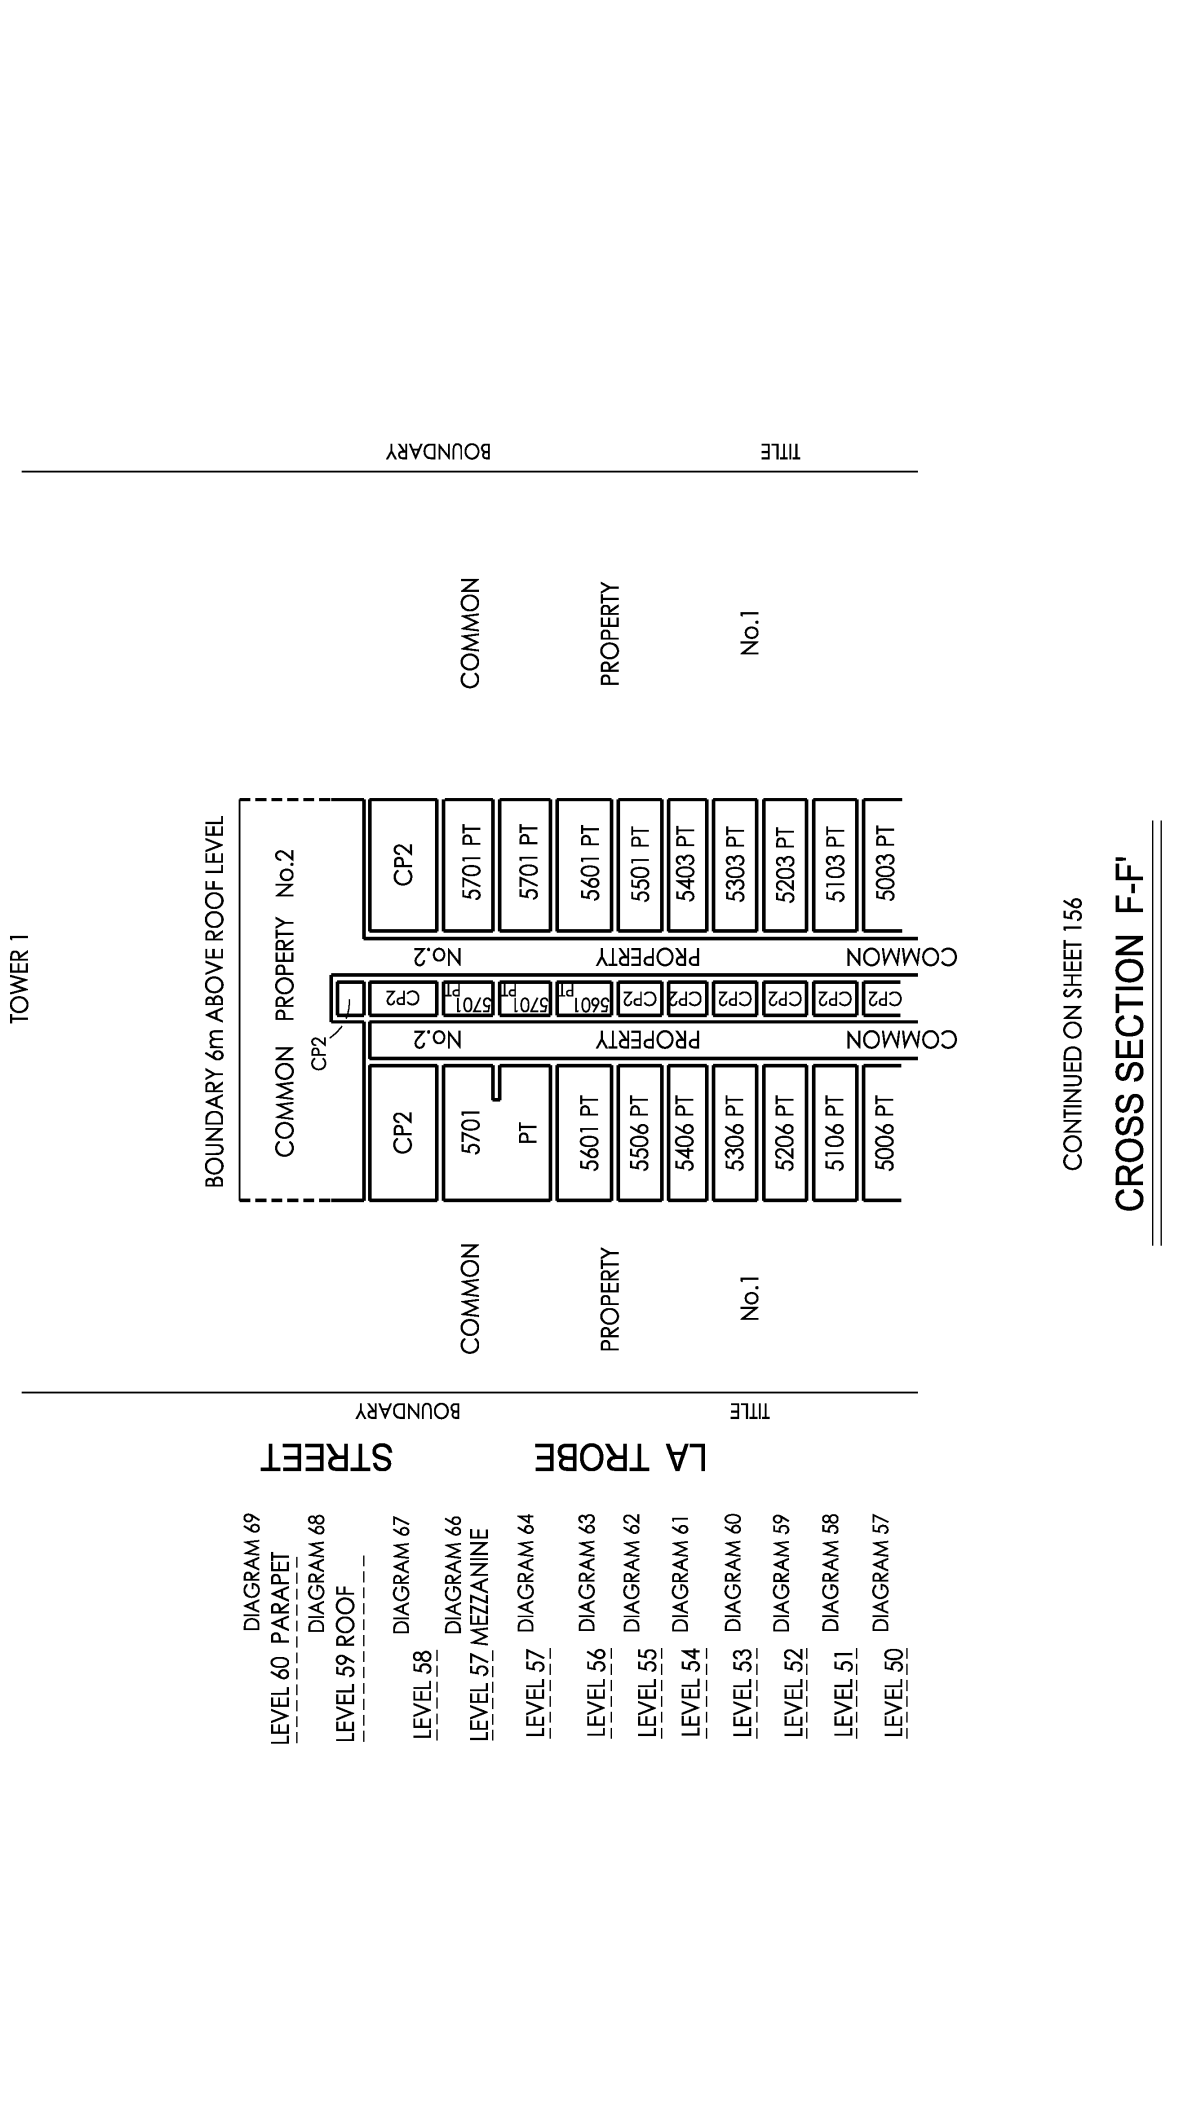 TOWER 1
BOUNDARY 6m ABOVE ROOF LEVEL
DIAGRAM 69
LEVEL 60 PARAPET
COMMON PROPERTY No.2
DIAGRAM 68
LEVEL 59 ROOF
CP2
STREET
BOUNDARY
BOUNDARY
LEVEL 58 DIAGRAM 67
CP2
No.2
CP2
No.2
CP2
DIAGRAM 66
LEVEL 57 MEZZANINE
COMMON
5701
5701 PT
5701 PT
COMMON
LEVEL 57 DIAGRAM 64
PT
5701 PT
5701 PT
LEVEL 56 DIAGRAM 63
PROPERTY
5601 PT
PROPERTY
5601 PT
PROPERTY
5601 PT
PROPERTY
LA TROBE
LEVEL 55 DIAGRAM 62
5506 PT
CP2
5501 PT
LEVEL 54 DIAGRAM 61
5406 PT
CP2
5403 PT
LEVEL 53 DIAGRAM 60
TITLE
No.1
5306 PT
CP2
5303 PT
No.1
TITLE
LEVEL 52 DIAGRAM 59
5206 PT
CP2
5203 PT
LEVEL 51 DIAGRAM 58
5106 PT
CP2
5103 PT
LEVEL 50 DIAGRAM 57
5006 PT
COMMON
CP2
COMMON
5003 PT
CONTINUED ON SHEET 156
CROSS SECTION F-F'